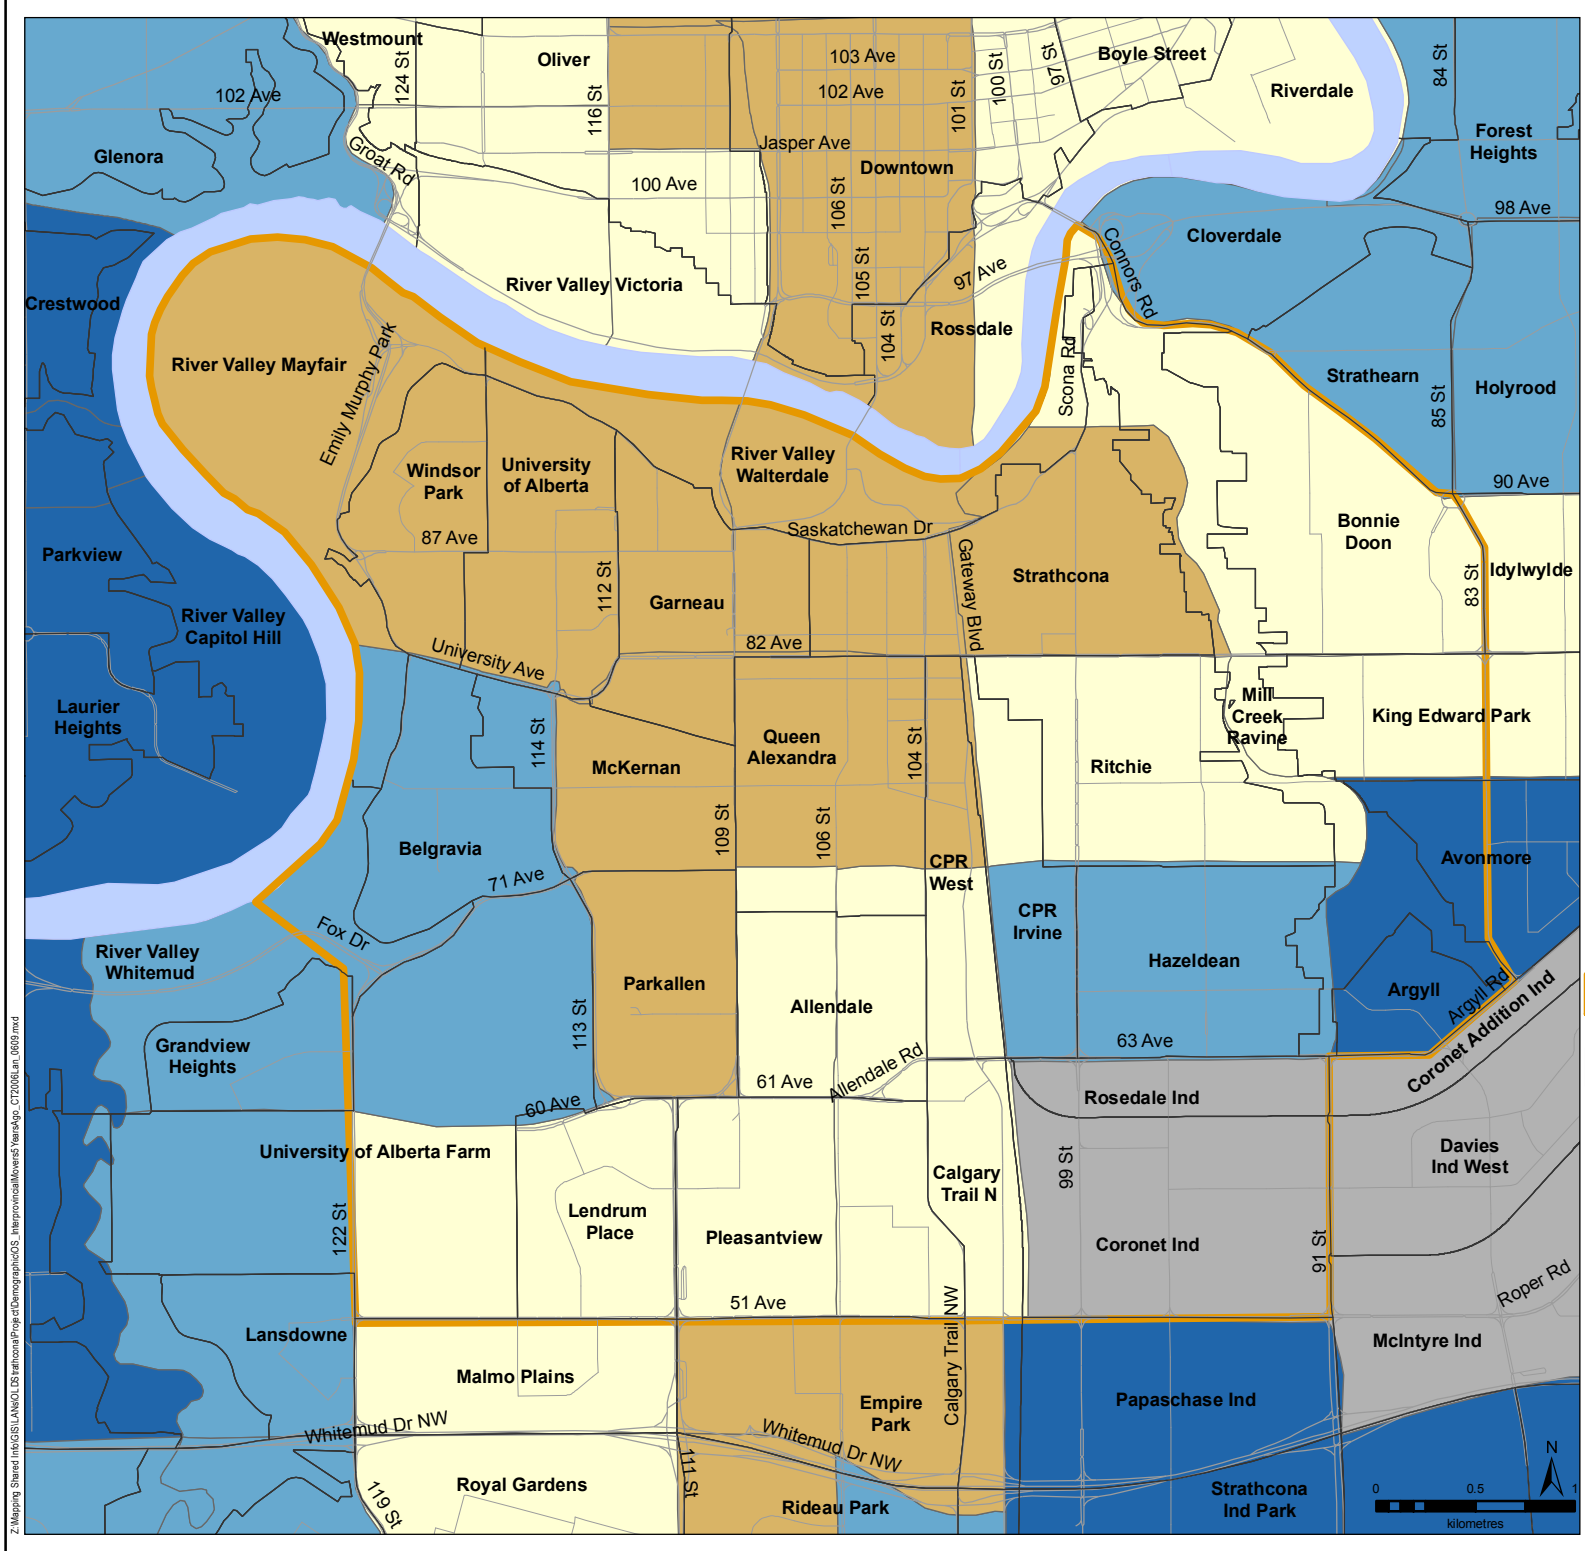 Westmount
124 St
Oliver
116 St
103 Ave
102 Ave
101 St
100 St
97 St
Boyle Street
Riverdale
84 St
Forest
Heights
102 Ave
Glenora
Groat Rd
Jasper Ave
Downtown
100 Ave
106 St
98 Ave
Cloverdale
Connors Rd
105 St
97 Ave
River Valley Victoria
Crestwood
104 St
Rossdale
River Valley Mayfair
Emily Murphy Park
Scona Rd
Strathearn
85 St
Holyrood
Windsor
Park
University
of Alberta
River Valley
Walterdale
90 Ave
87 Ave
Saskatchewan Dr
Bonnie
Doon
Parkview
112 St
Gateway Blvd
Strathcona
83 St
Idylwylde
River Valley
Capitol Hill
Garneau
82 Ave
University Ave
Laurier
Heights
114 St
McKernan
Queen
Alexandra
104 St
Mill
Creek
Ravine
King Edward Park
Ritchie
109 St
106 St
Belgravia
71 Ave
CPR
West
Avonmore
Fox Dr
CPR
Irvine
River Valley
Whitemud
Hazeldean
Parkallen
Allendale
Argyll
Argyll Rd
Coronet Addition Ind
113 St
63 Ave
Grandview
Heights
61 Ave
Allendale Rd
60 Ave
Rosedale Ind
University of Alberta Farm
99 St
Davies
Ind West
Calgary
Trail N
122 St
Lendrum
Place
Pleasantview
Coronet Ind
91 St
Roper Rd
51 Ave
Calgary Trail NW
Lansdowne
McIntyre Ind
Malmo Plains
Empire
Park
Papaschase Ind
Whitemud Dr NW
Whitemud Dr NW
111 St
119 St
Royal Gardens
Rideau Park
Strathcona
Ind Park
N
0 0.5 1
kilometres